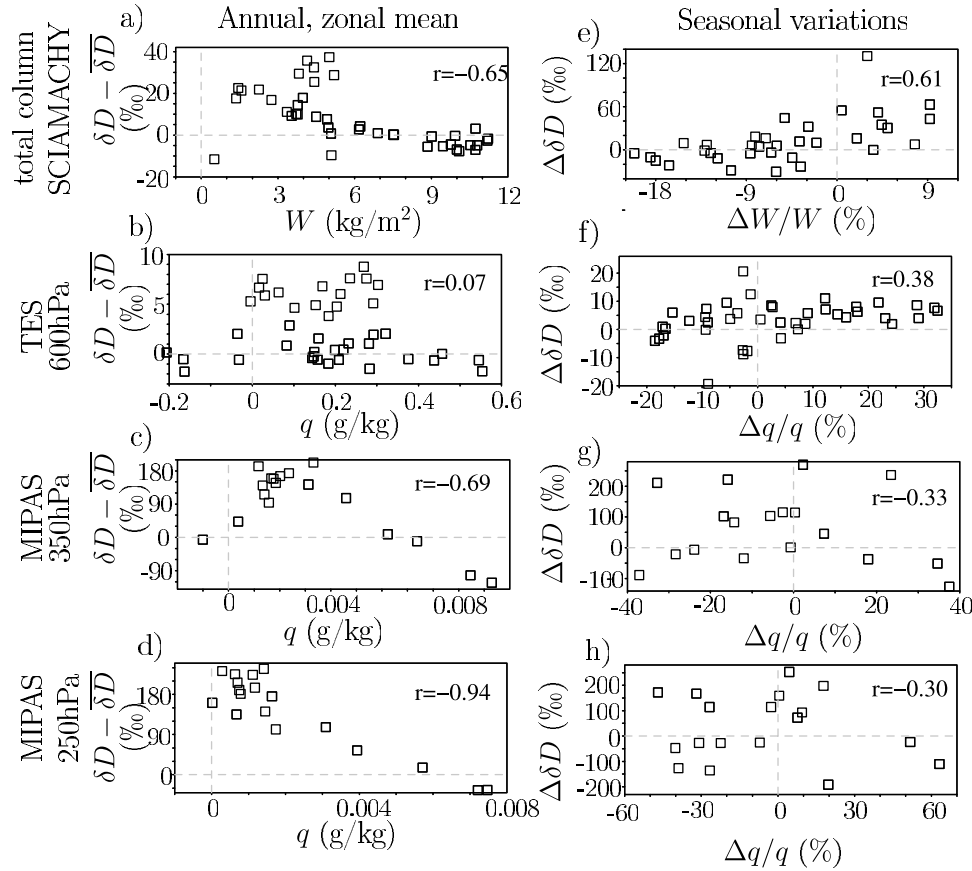 Annual, zonal mean
Seasonal variations
total column
SCIAMACHY
a)
δD − δD̅
(‰)
40
20
0
-20
r=−0.65
0
3
6
9
12
W (kg/m²)
e)
ΔδD (‰)
120
60
0
r=0.61
-18
-9
0
9
ΔW/W (%)
TES
600hPa
b)
δD − δD̅
(‰)
10
5
0
r=0.07
-0.2
0
0.2
0.4
0.6
q (g/kg)
f)
ΔδD (‰)
20
10
0
-10
-20
r=0.38
-20
-10
0
10
20
30
Δq/q (%)
MIPAS
350hPa
c)
δD − δD̅
(‰)
180
90
0
-90
r=−0.69
0
0.004
0.008
q (g/kg)
g)
ΔδD (‰)
200
100
0
-100
r=−0.33
-40
-20
0
20
40
Δq/q (%)
MIPAS
250hPa
d)
δD − δD̅
(‰)
180
90
0
r=−0.94
0
0.004
0.008
q (g/kg)
h)
ΔδD (‰)
200
100
0
-100
-200
r=−0.30
-60
-30
0
30
60
Δq/q (%)